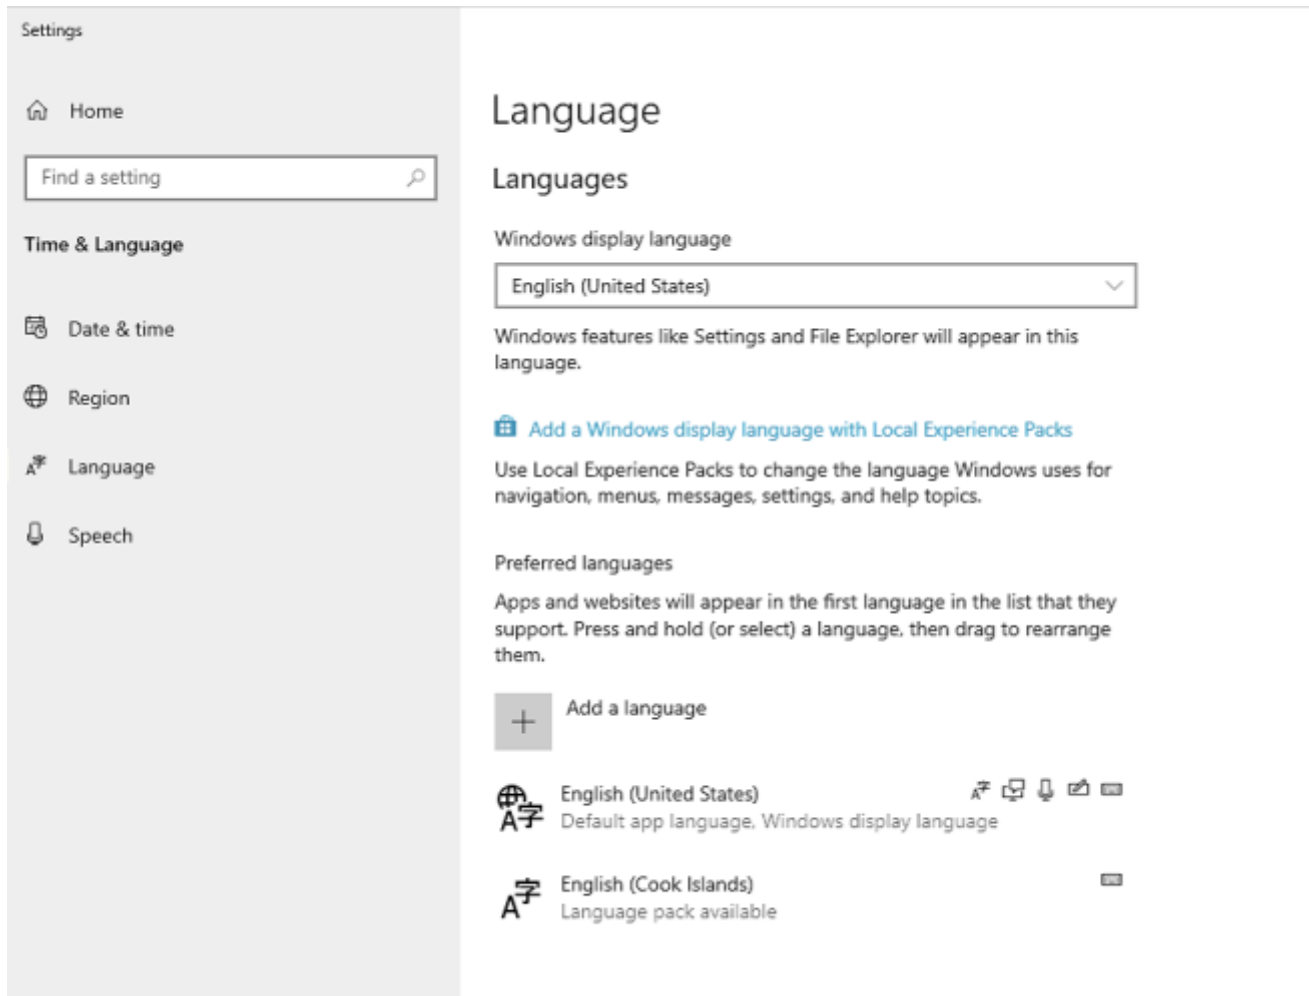 Settings
Home
Find a setting
Time & Language
Date & time
Region
Language
Speech
Language
Languages
Windows display language
English (United States)
Windows features like Settings and File Explorer will appear in this
language.
Add a Windows display language with Local Experience Packs
Use Local Experience Packs to change the language Windows uses for
navigation, menus, messages, settings, and help topics.
Preferred languages
Apps and websites will appear in the first language in the list that they
support. Press and hold (or select) a language, then drag to rearrange
them.
Add a language
English (United States)
Default app language, Windows display language
English (Cook Islands)
Language pack available